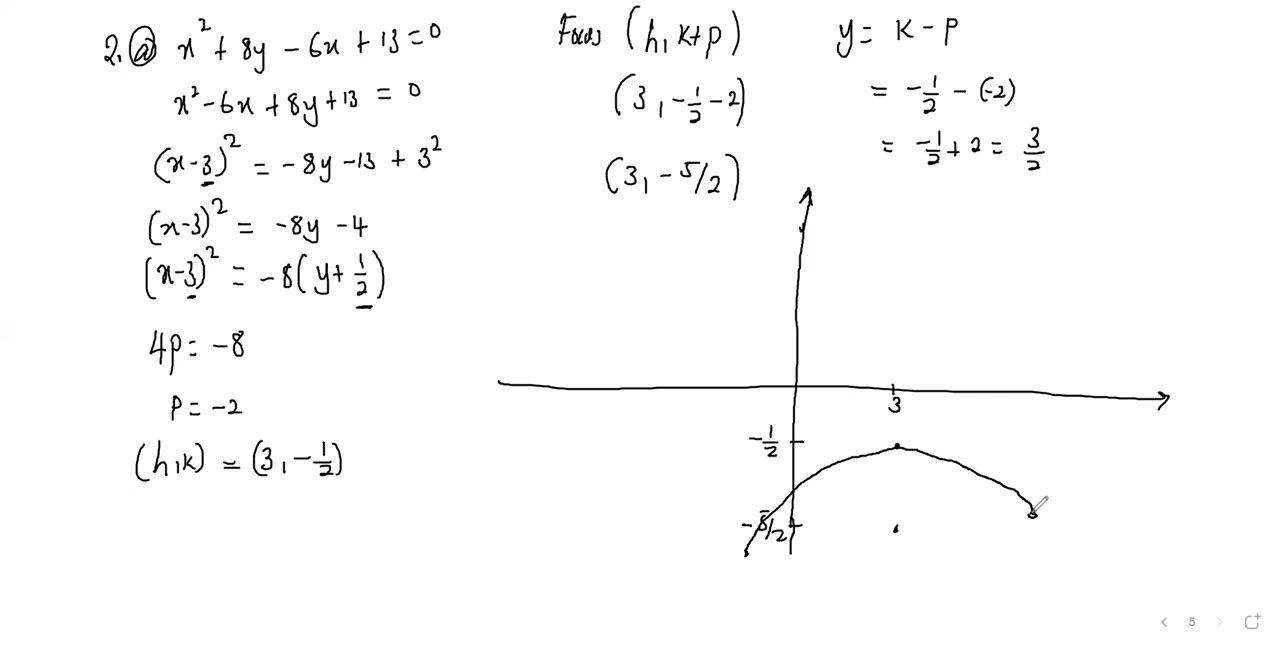 2. (a) x² + 8y - 6x + 13 = 0
x² - 6x + 8y + 13 = 0
(x-3)² = -8y - 13 + 3²
(x-3)² = -8y - 4
(x-3)² = -8(y + 1/2)
4p = -8
p = -2
(h,k) = (3, -1/2)
Focus (h, k+p)
(3, -1/2 - 2)
(3, -5/2)
y = k - p
= -1/2 - (-2)
= -1/2 + 2 = 3/2
3
-1/2
-5/2
< 5 >